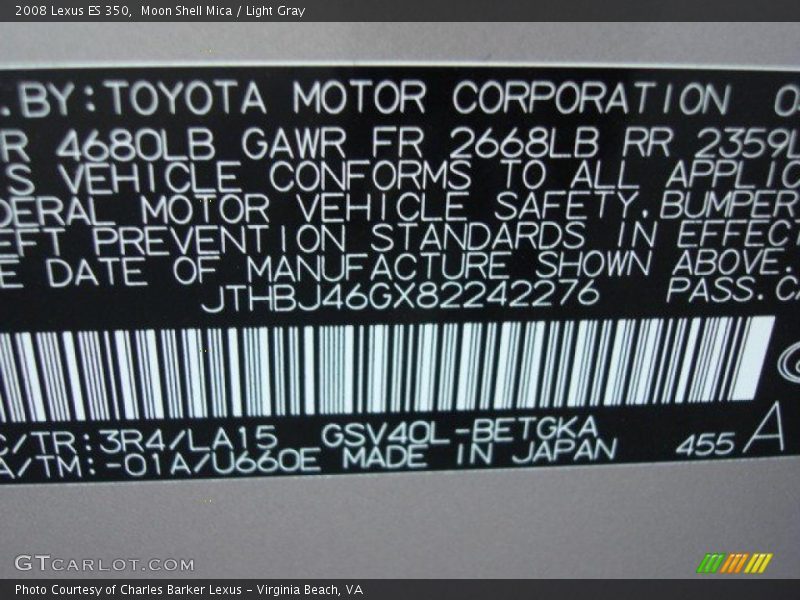 2008 Lexus ES 350,  Moon Shell Mica / Light Gray
.BY:TOYOTA MOTOR CORPORATION 0
R 4680LB GAWR FR 2668LB RR 2359L
S VEHICLE CONFORMS TO ALL APPLIC
DERAL MOTOR VEHICLE SAFETY,BUMPER
EFT PREVENTION STANDARDS IN EFFECT
E DATE OF MANUFACTURE SHOWN ABOVE.
JTHBJ46GX82242276 PASS.CA
C/TR:3R4/LA15 GSV40L-BETGKA
A/TM:-01A/U660E MADE IN JAPAN 455 A
GTCARLOT.COM
Photo Courtesy of Charles Barker Lexus - Virginia Beach, VA